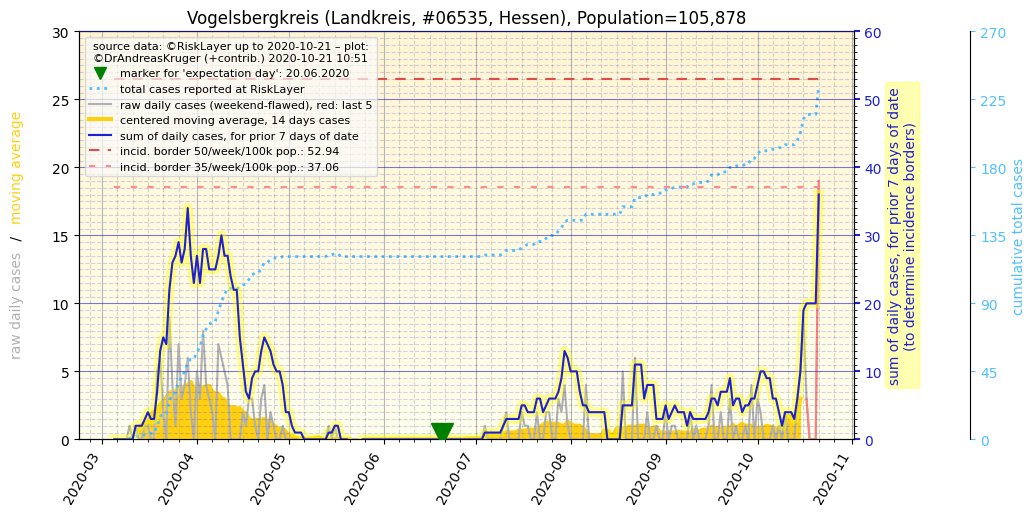 Vogelsbergkreis (Landkreis, #06535, Hessen), Population=105,878
source data: ©RiskLayer up to 2020-10-21 – plot:
©DrAndreasKruger (+contrib.) 2020-10-21 10:51
marker for 'expectation day': 20.06.2020
total cases reported at RiskLayer
raw daily cases (weekend-flawed), red: last 5
centered moving average, 14 days cases
sum of daily cases, for prior 7 days of date
incid. border 50/week/100k pop.: 52.94
incid. border 35/week/100k pop.: 37.06
raw daily cases / moving average
30
25
20
15
10
5
0
2020-03
2020-04
2020-05
2020-06
2020-07
2020-08
2020-09
2020-10
2020-11
60
50
40
30
20
10
0
sum of daily cases, for prior 7 days of date
(to determine incidence borders)
270
225
180
135
90
45
0
cumulative total cases